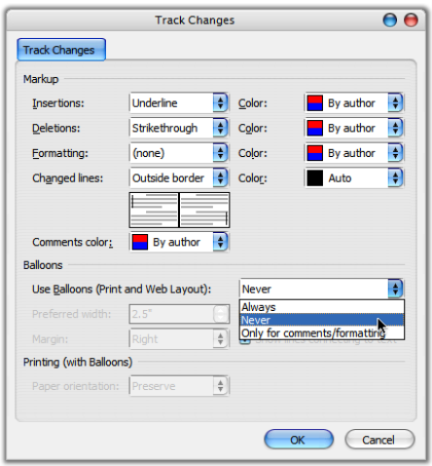 Track Changes
Track Changes
Markup
Insertions: Underline Color: By author
Deletions: Strikethrough Color: By author
Formatting: (none) Color: By author
Changed lines: Outside border Color: Auto
Comments color: By author
Balloons
Use Balloons (Print and Web Layout): Never
Always
Preferred width: 2.5" Never
Margin: Right Only for comments/formatting
Printing (with Balloons)
Paper orientation: Preserve
OK Cancel